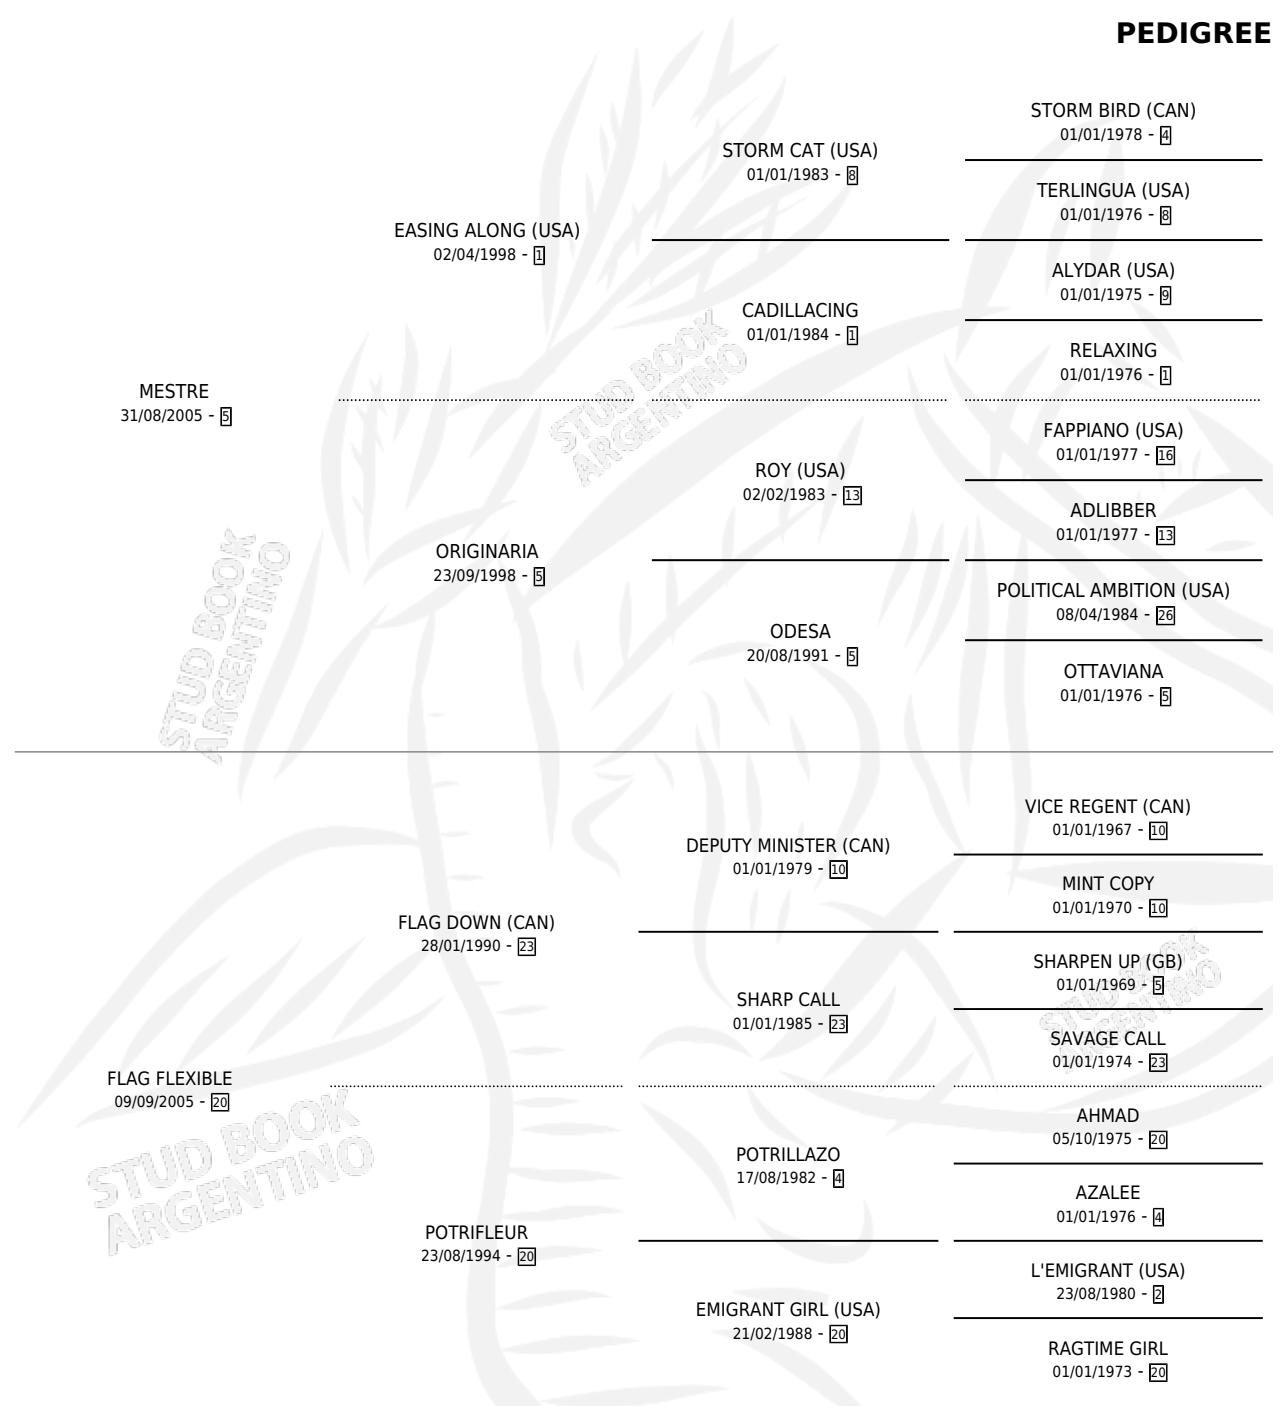 PEDIGREE
STORM BIRD (CAN)
01/01/1978 - 4
STORM CAT (USA)
01/01/1983 - 8
TERLINGUA (USA)
01/01/1976 - 8
EASING ALONG (USA)
02/04/1998 - 1
ALYDAR (USA)
01/01/1975 - 9
CADILLACING
01/01/1984 - 1
RELAXING
01/01/1976 - 1
MESTRE
31/08/2005 - 5
FAPPIANO (USA)
01/01/1977 - 16
ROY (USA)
02/02/1983 - 13
ADLIBBER
01/01/1977 - 13
ORIGINARIA
23/09/1998 - 5
POLITICAL AMBITION (USA)
08/04/1984 - 26
ODESA
20/08/1991 - 5
OTTAVIANA
01/01/1976 - 5
VICE REGENT (CAN)
01/01/1967 - 10
DEPUTY MINISTER (CAN)
01/01/1979 - 10
MINT COPY
01/01/1970 - 10
FLAG DOWN (CAN)
28/01/1990 - 23
SHARPEN UP (GB)
01/01/1969 - 5
SHARP CALL
01/01/1985 - 23
SAVAGE CALL
01/01/1974 - 23
FLAG FLEXIBLE
09/09/2005 - 20
AHMAD
05/10/1975 - 20
POTRILLAZO
17/08/1982 - 4
AZALEE
01/01/1976 - 4
POTRIFLEUR
23/08/1994 - 20
L'EMIGRANT (USA)
23/08/1980 - 2
EMIGRANT GIRL (USA)
21/02/1988 - 20
RAGTIME GIRL
01/01/1973 - 20
STUD BOOK
ARGENTINO
STUD BOOK
ARGENTINO
STUD BOOK
ARGENTINO
STUD BOOK
ARGENTINO